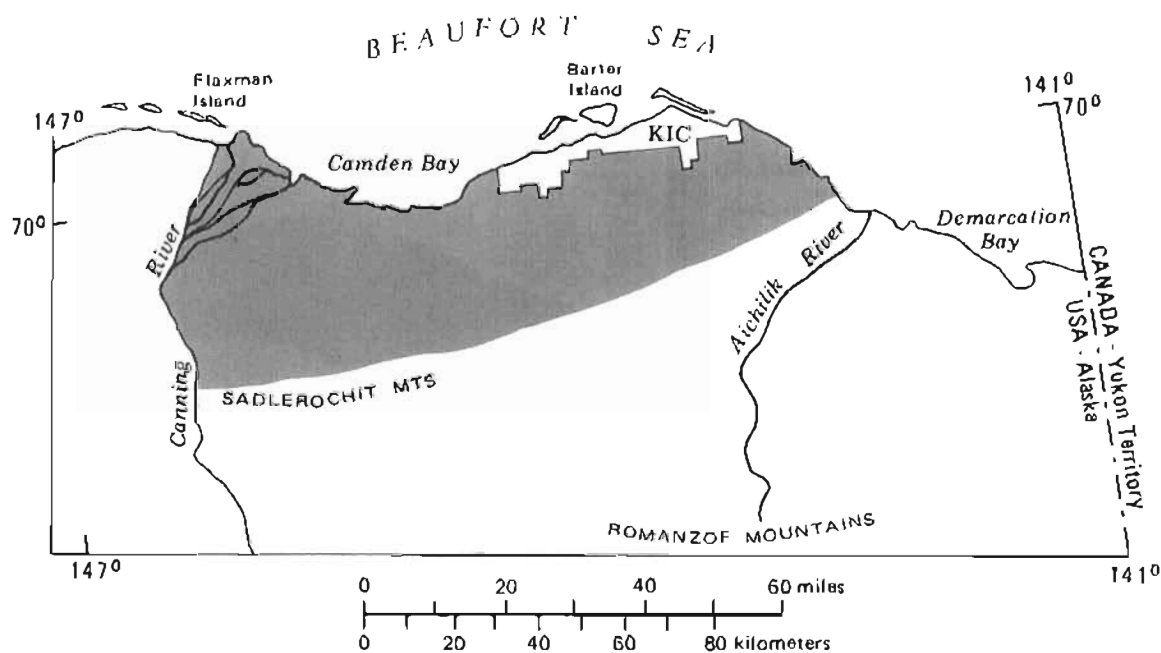 BEAUFORT SEA
Flaxman
Island
Barter
Island
141°
70°
147°
KIC
Camden Bay
70°
River
Demarcation
Bay
River
Aichilik
CANADA - Yukon Territory
USA - Alaska
Canning
SADLEROCHIT MTS
ROMANZOF MOUNTAINS
147°
141°
0 20 40 60 miles
0 20 40 60 80 kilometers